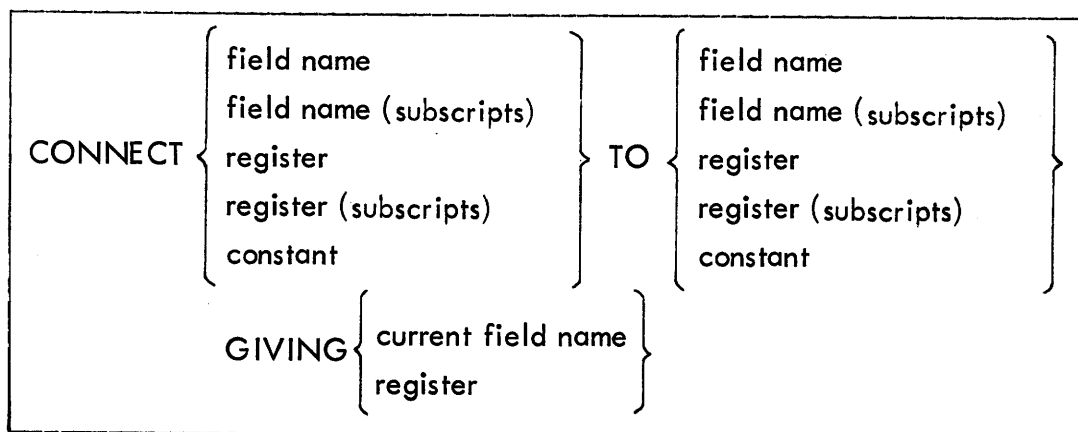 field name field name
field name (subscripts) field name (subscripts)
CONNECT register TO register
register (subscripts) register (subscripts)
constant constant
current field name
GIVING
register